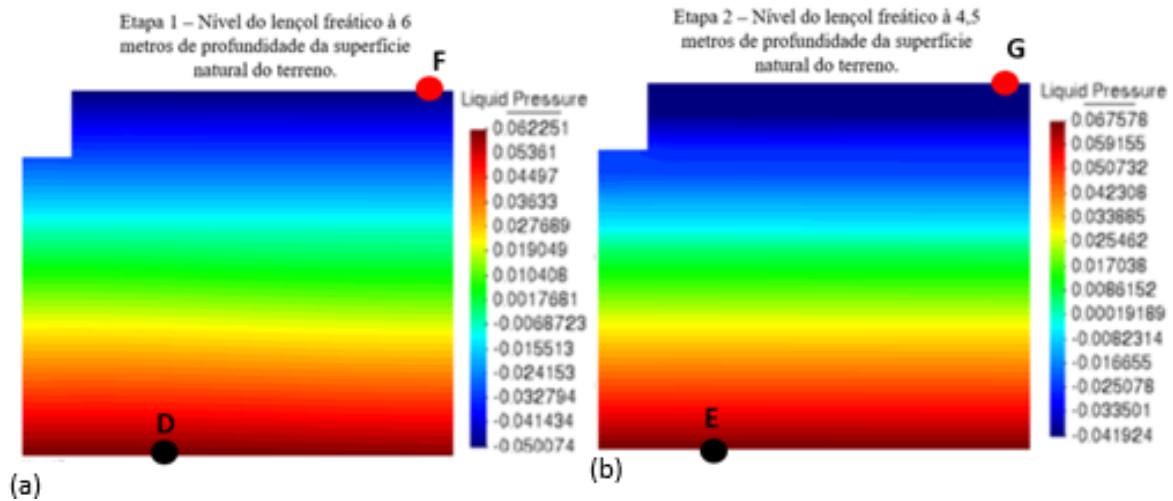 Etapa 1 – Nível do lençol freático à 6
metros de profundidade da superfície
natural do terreno.
F
Liquid Pressure
0.062251
0.05361
0.04497
0.03633
0.027689
0.019049
0.010408
0.0017681
-0.0068723
-0.015513
-0.024153
-0.032794
-0.041434
-0.050074
D
(a)
Etapa 2 – Nível do lençol freático à 4,5
metros de profundidade da superfície
natural do terreno.
G
Liquid Pressure
0.067578
0.059155
0.050732
0.042308
0.033885
0.025462
0.017038
0.0086152
0.00019189
-0.0082314
-0.016655
-0.025078
-0.033501
-0.041924
E
(b)